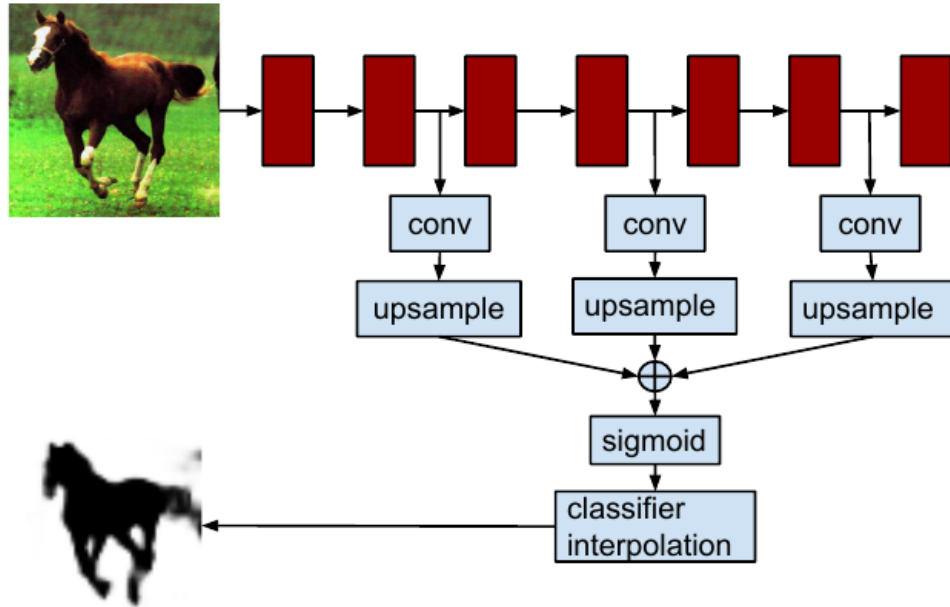 conv
conv
conv
upsample
upsample
upsample
sigmoid
classifier
interpolation